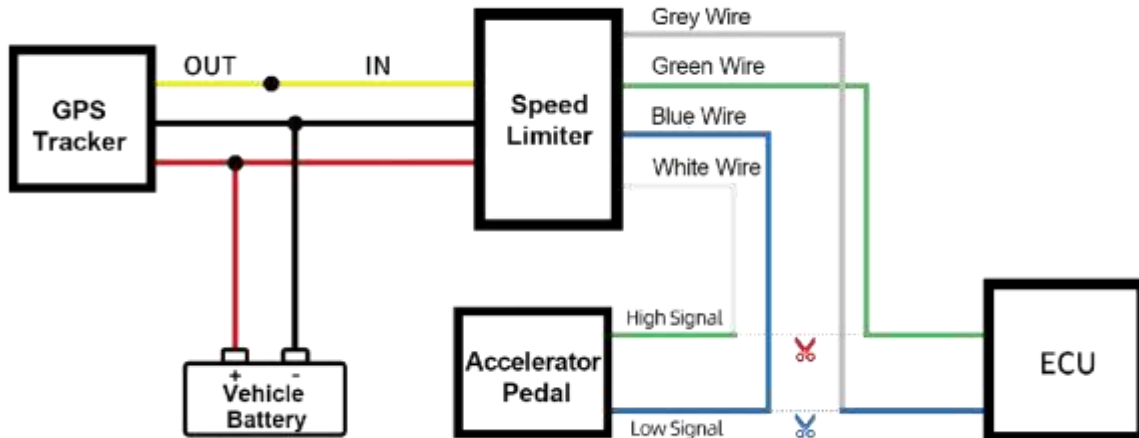 Grey Wire
OUT
IN
Green Wire
GPS
Tracker
Speed
Limiter
Blue Wire
White Wire
High Signal
Accelerator
Pedal
ECU
+ -
Vehicle
Battery
Low Signal